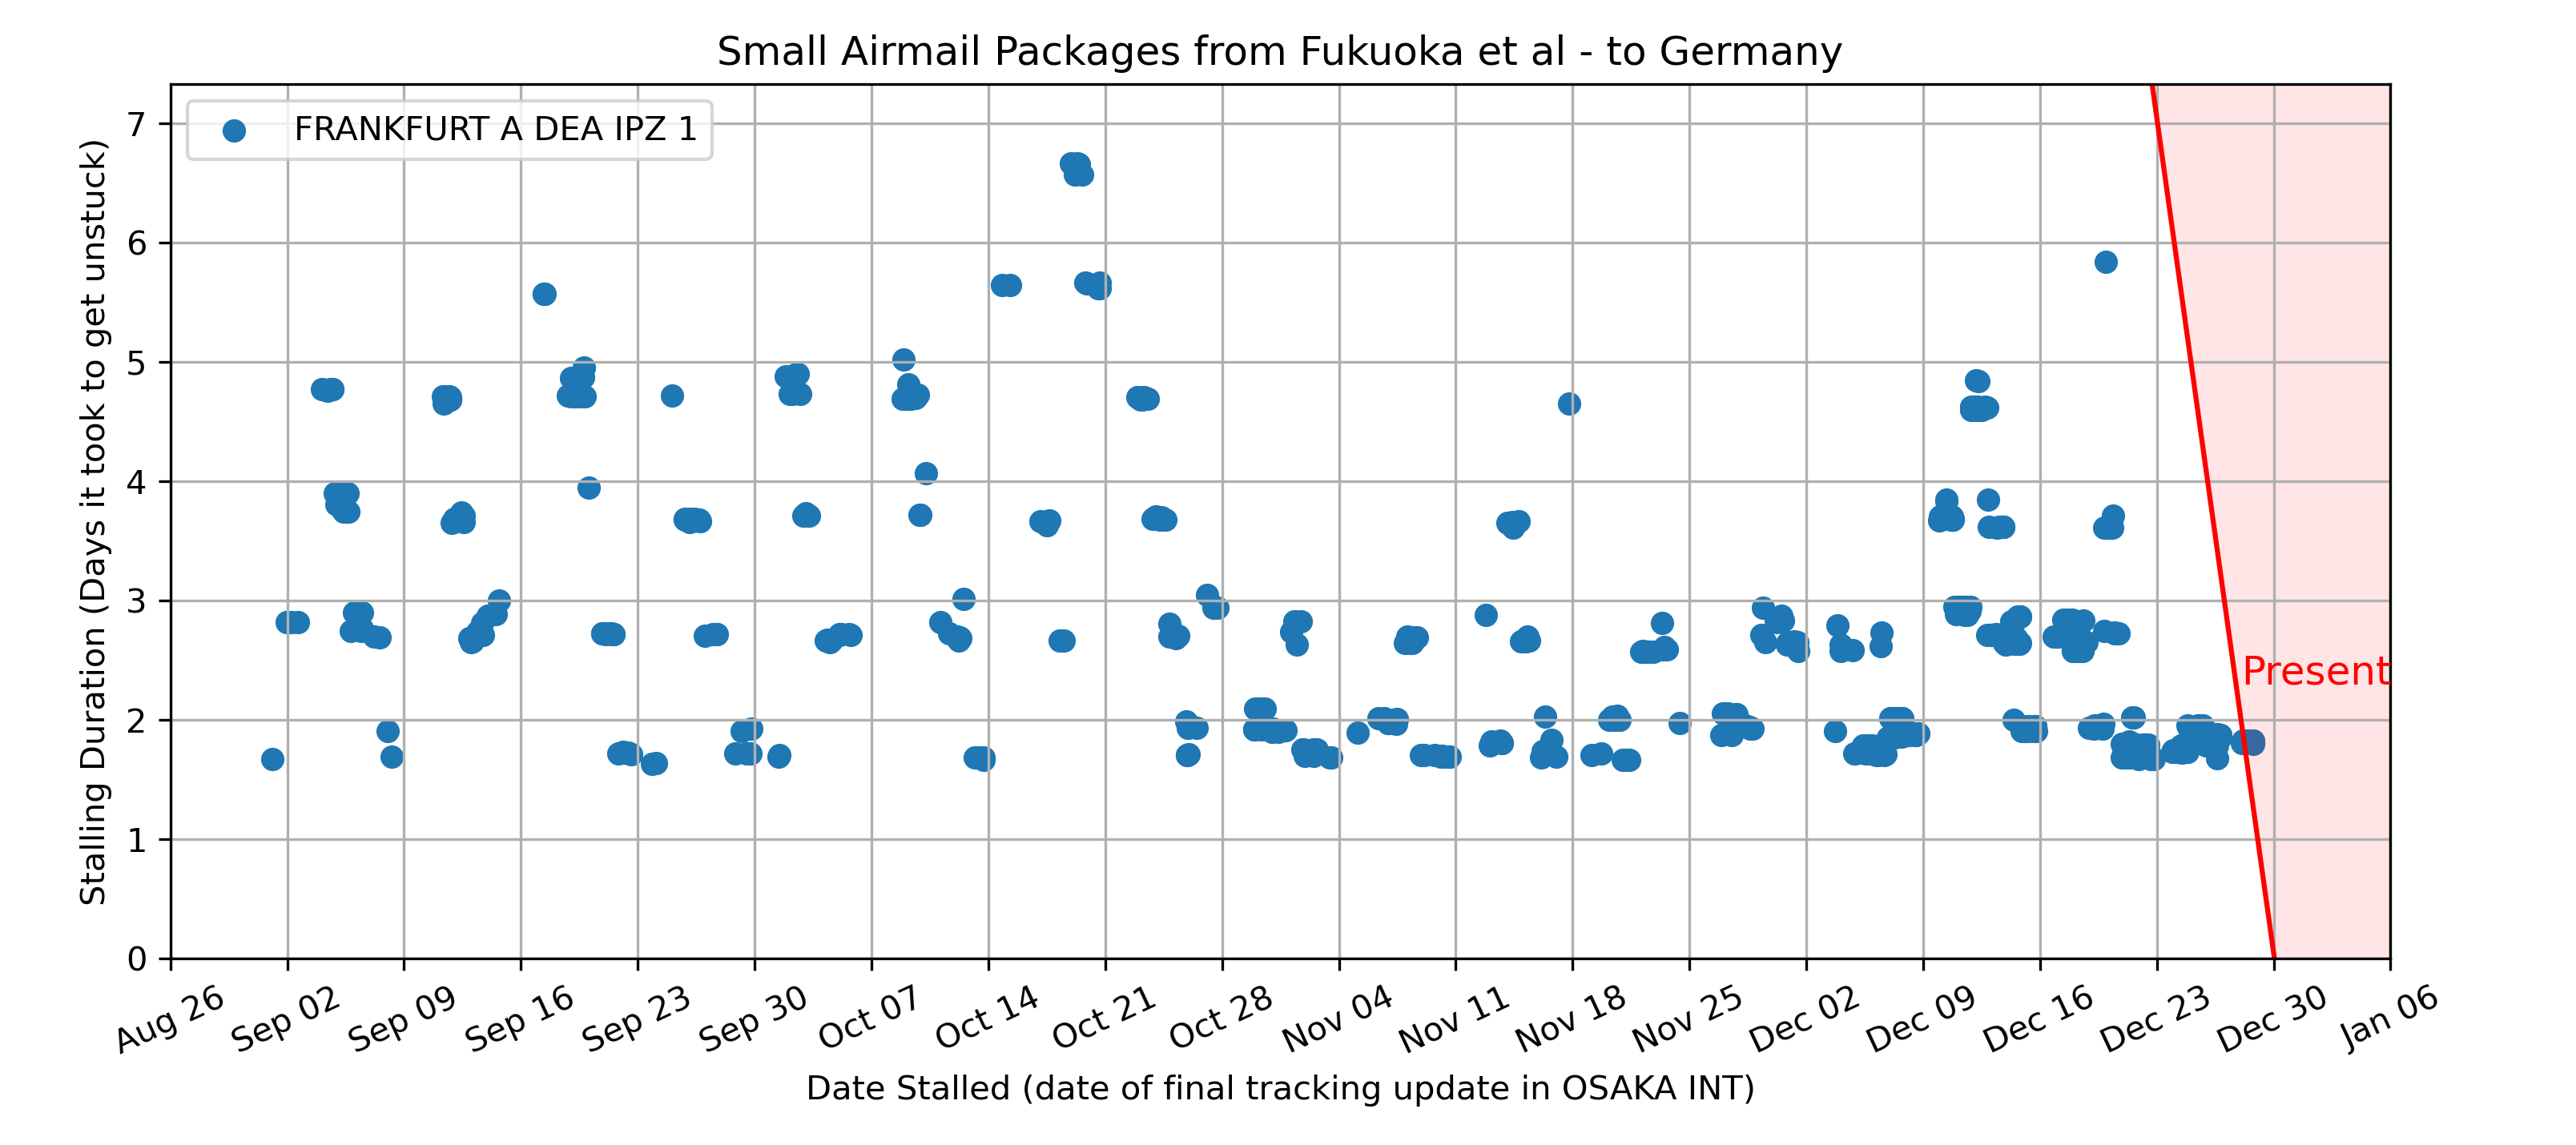 Small Airmail Packages from Fukuoka et al - to Germany
FRANKFURT A DEA IPZ 1
Stalling Duration (Days it took to get unstuck)
7
6
5
4
3
2
1
0
Present
Aug 26
Sep 02
Sep 09
Sep 16
Sep 23
Sep 30
Oct 07
Oct 14
Oct 21
Oct 28
Nov 04
Nov 11
Nov 18
Nov 25
Dec 02
Dec 09
Dec 16
Dec 23
Dec 30
Jan 06
Date Stalled (date of final tracking update in OSAKA INT)